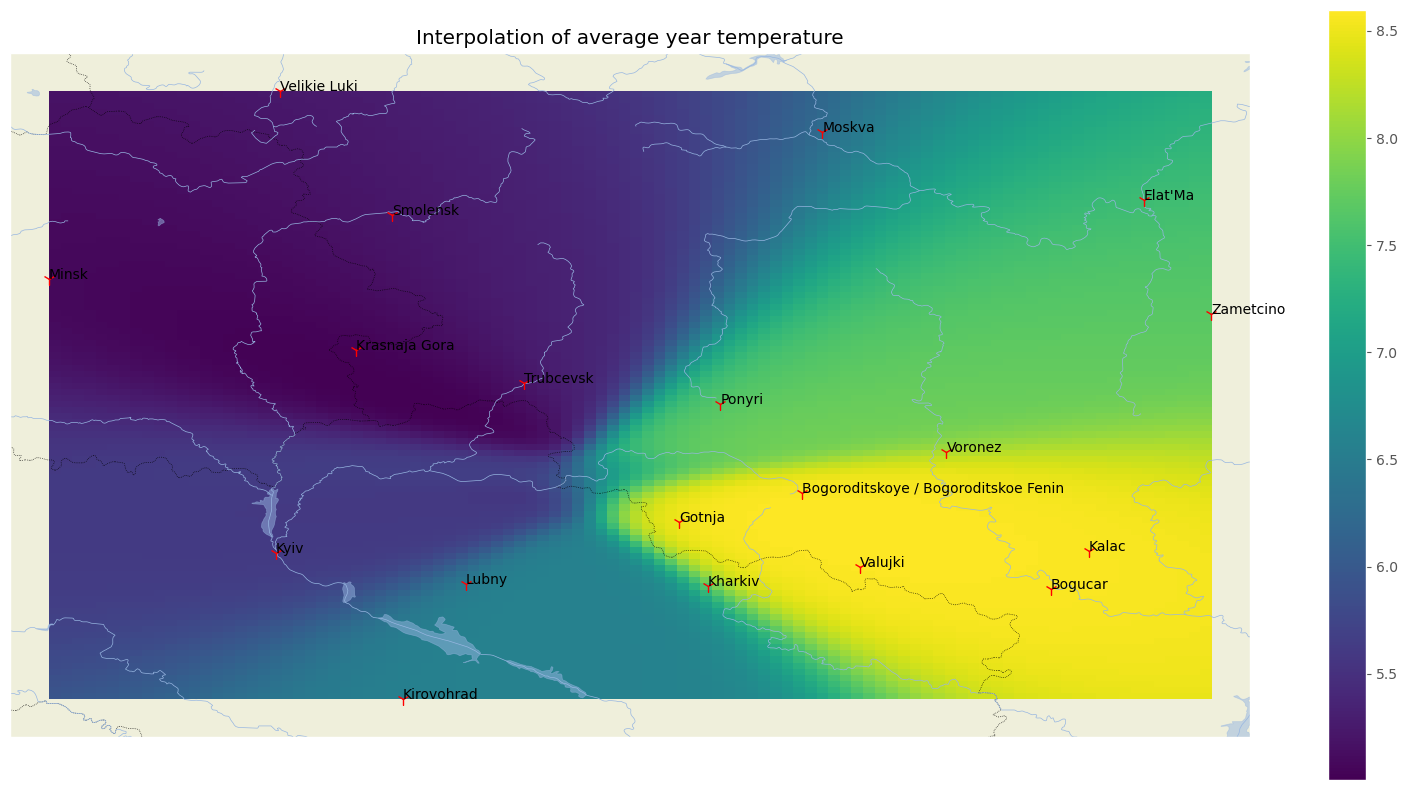 Interpolation of average year temperature
8.5
Velikie Luki
Moskva
8.0
Elat'Ma
Smolensk
7.5
Minsk
Zametcino
7.0
Krasnaja Gora
Trubcevsk
Ponyri
6.5
Voronez
Bogoroditskoye / Bogoroditskoe Fenin
Gotnja
Kyiv
Kalac
Valujki
6.0
Lubny
Kharkiv
Bogucar
5.5
Kirovohrad